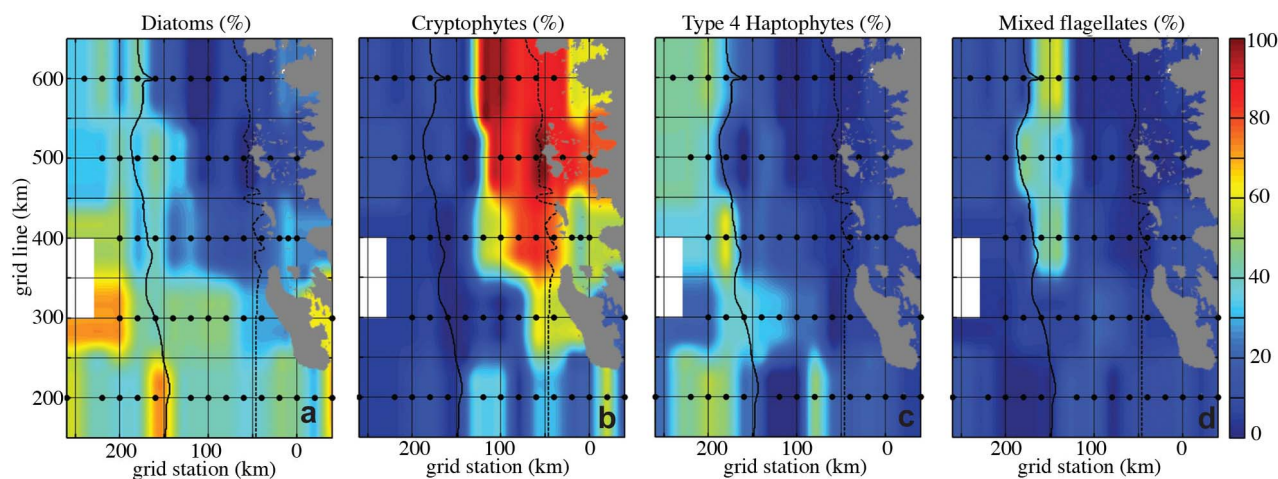 Diatoms (%)
Cryptophytes (%)
Type 4 Haptophytes (%)
Mixed flagellates (%)
grid line (km)
600
500
400
300
200
a
b
c
d
100
80
60
40
20
0
200 100 0
200 100 0
200 100 0
200 100 0
grid station (km)
grid station (km)
grid station (km)
grid station (km)